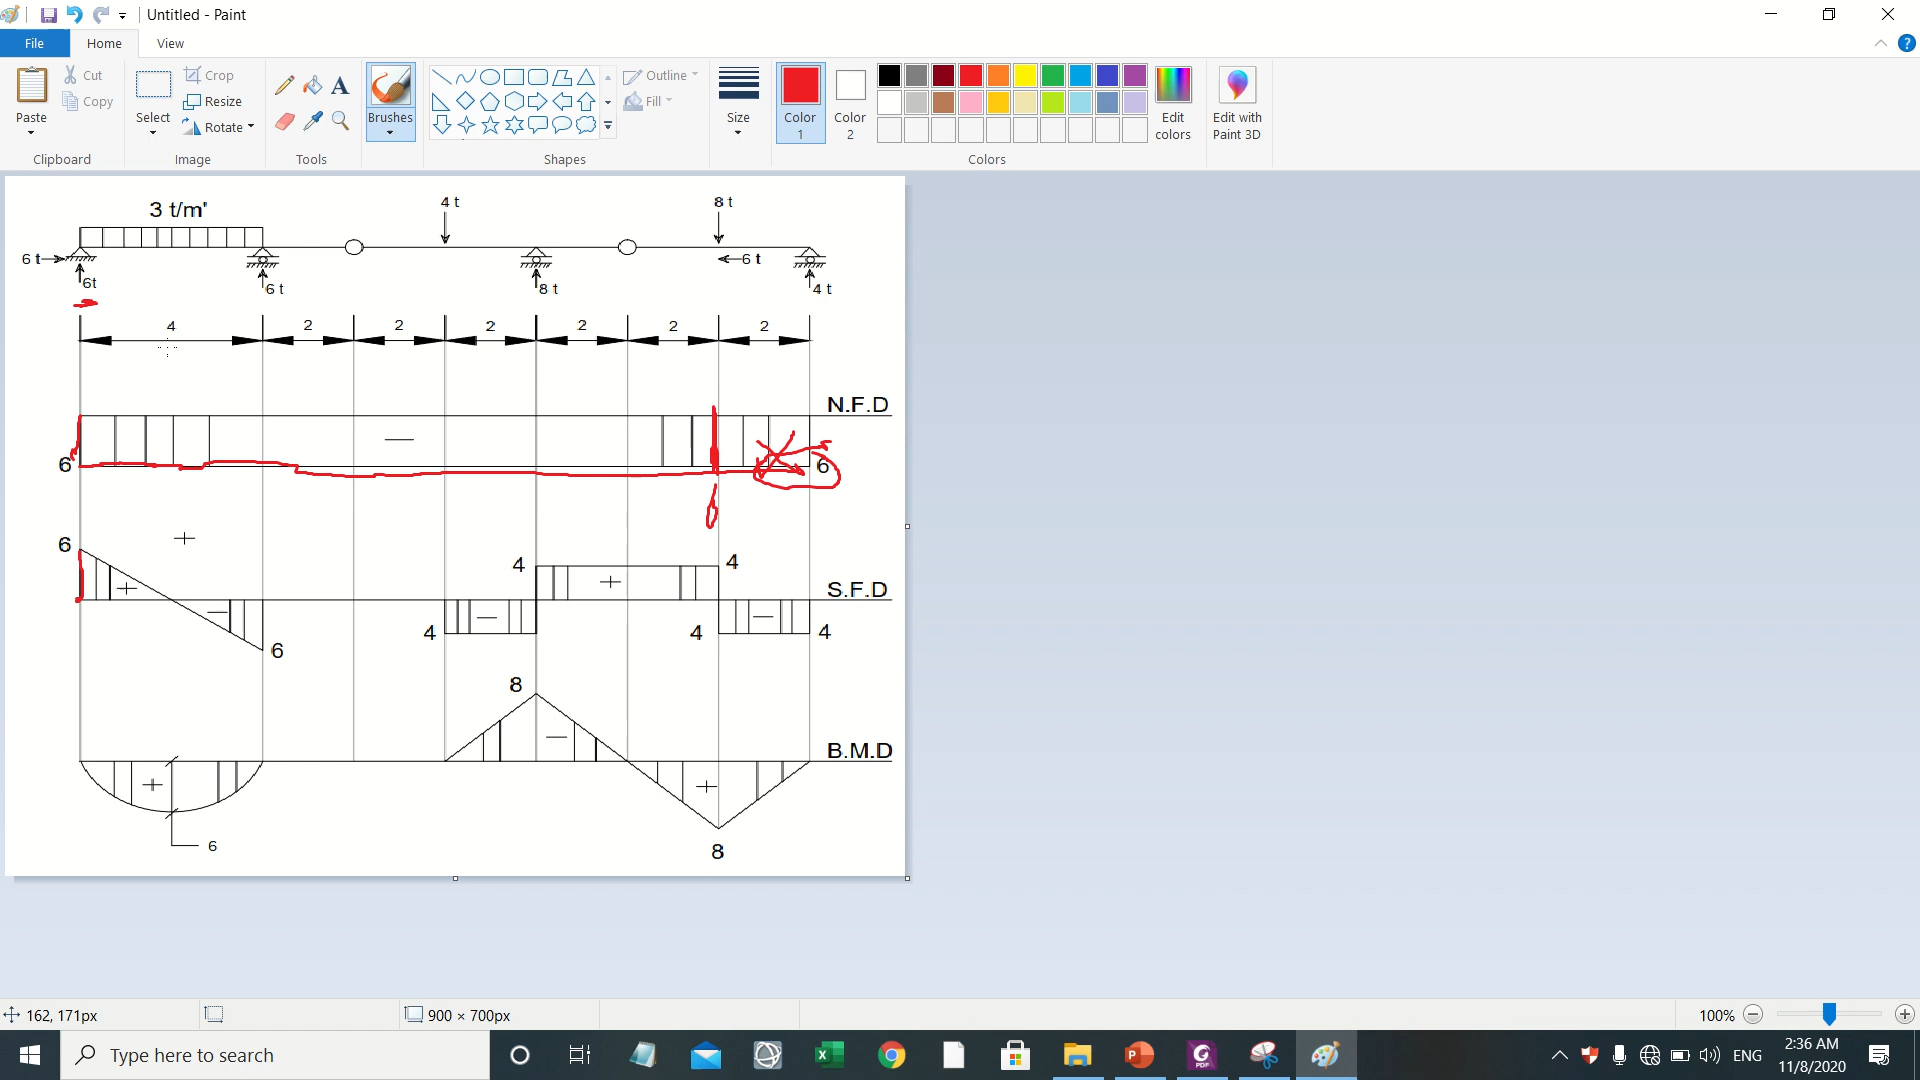 Untitled - Paint
File Home View
Paste
Cut
Copy
Clipboard
Select
Crop
Resize
Rotate
Image
Tools
Brushes
Outline
Fill
Shapes
Size
Color 1
Color 2
Edit colors
Colors
Edit with Paint 3D
3 t/m'
4 t
8 t
6 t
6t
6 t
8 t
6 t
4 t
4 2 2 2 2 2 2
N.F.D
—
6 6
+
6
+
—
6
4
—
4
+
4
4
—
4
S.F.D
8
—
B.M.D
+
6
+
8
162, 171px
900 × 700px
100%
Type here to search
ENG
2:36 AM
11/8/2020